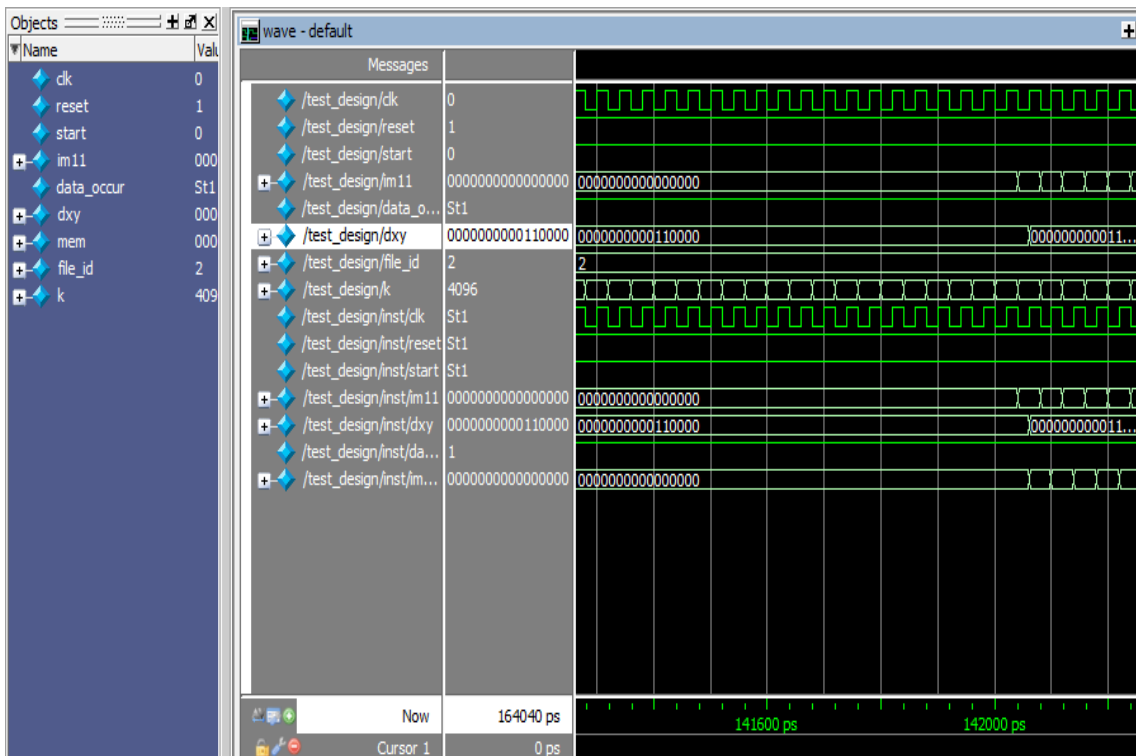 Objects
Name Valu
clk 0
reset 1
start 0
im11 000
data_occur St1
dxy 000
mem 000
file_id 2
k 409
wave - default
Messages
/test_design/clk 0
/test_design/reset 1
/test_design/start 0
/test_design/im11 0000000000000000 0000000000000000
/test_design/data_o... St1
/test_design/dxy 0000000000110000 0000000000110000 000000000011...
/test_design/file_id 2 2
/test_design/k 4096
/test_design/inst/clk St1
/test_design/inst/reset St1
/test_design/inst/start St1
/test_design/inst/im11 0000000000000000 0000000000000000
/test_design/inst/dxy 0000000000110000 0000000000110000 000000000011...
/test_design/inst/da... 1
/test_design/inst/im... 0000000000000000 0000000000000000
Now 164040 ps 141600 ps 142000 ps
Cursor 1 0 ps